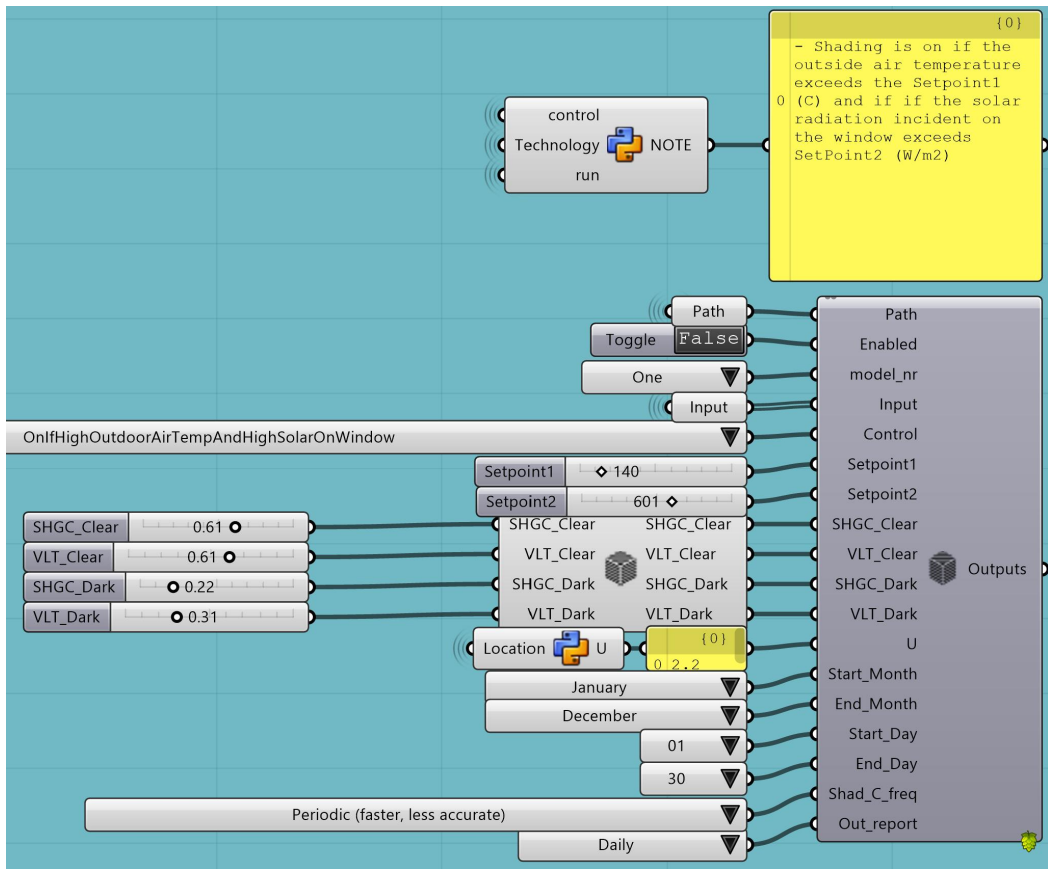 {0}
- Shading is on if the
outside air temperature
exceeds the Setpoint1
0 (C) and if if the solar
radiation incident on
the window exceeds
SetPoint2 (W/m2)
control
Technology NOTE
run
Path Path
Toggle False Enabled
One model_nr
Input Input
OnIfHighOutdoorAirTempAndHighSolarOnWindow Control
Setpoint1 140 Setpoint1
Setpoint2 601 Setpoint2
SHGC_Clear 0.61 SHGC_Clear SHGC_Clear SHGC_Clear
VLT_Clear 0.61 VLT_Clear VLT_Clear VLT_Clear
Outputs
SHGC_Dark 0.22 SHGC_Dark SHGC_Dark SHGC_Dark
VLT_Dark 0.31 VLT_Dark VLT_Dark VLT_Dark
Location U {0} U
0 2.2
January Start_Month
December End_Month
01 Start_Day
30 End_Day
Periodic (faster, less accurate) Shad_C_freq
Daily Out_report